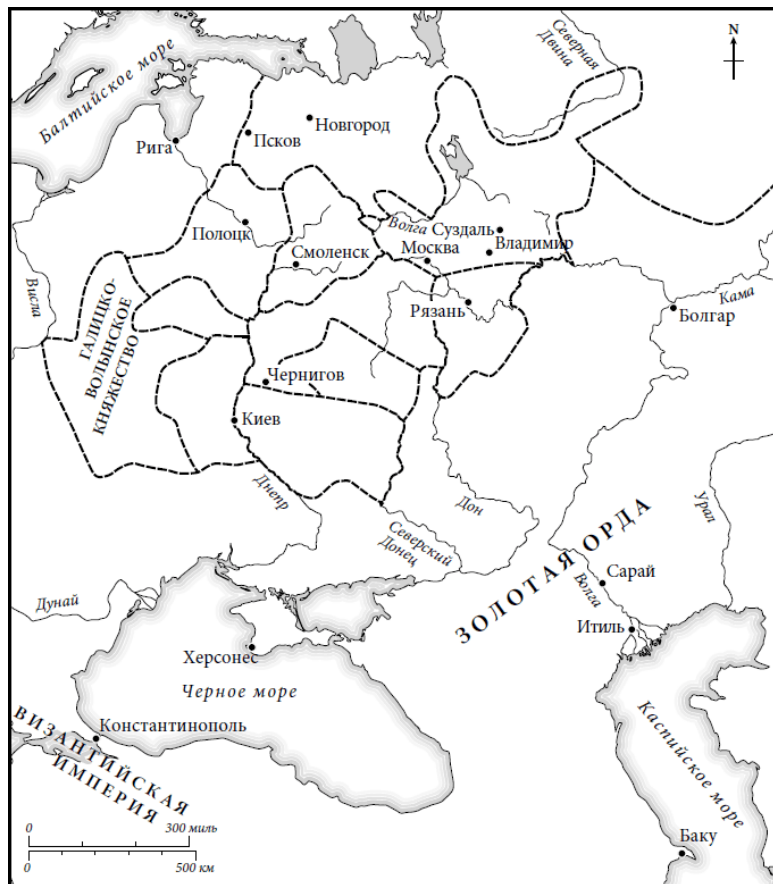 Северная
Двина
N
Балтийское море
Новгород
Псков
Рига
Волга
Суздаль
Полоцк
Москва
Владимир
Смоленск
Висла
ГАЛИЦКО-
ВОЛЫНСКОЕ
КНЯЖЕСТВО
Рязань
Кама
Болгар
Чернигов
Киев
Днепр
Дон
Урал
Северский
Донец
ЗОЛОТАЯ ОРДА
Сарай
Волга
Дунай
Итиль
Херсонес
Черное море
Каспийское море
Константинополь
ВИЗАНТИЙСКАЯ
ИМПЕРИЯ
0 300 миль
0 500 км
Баку